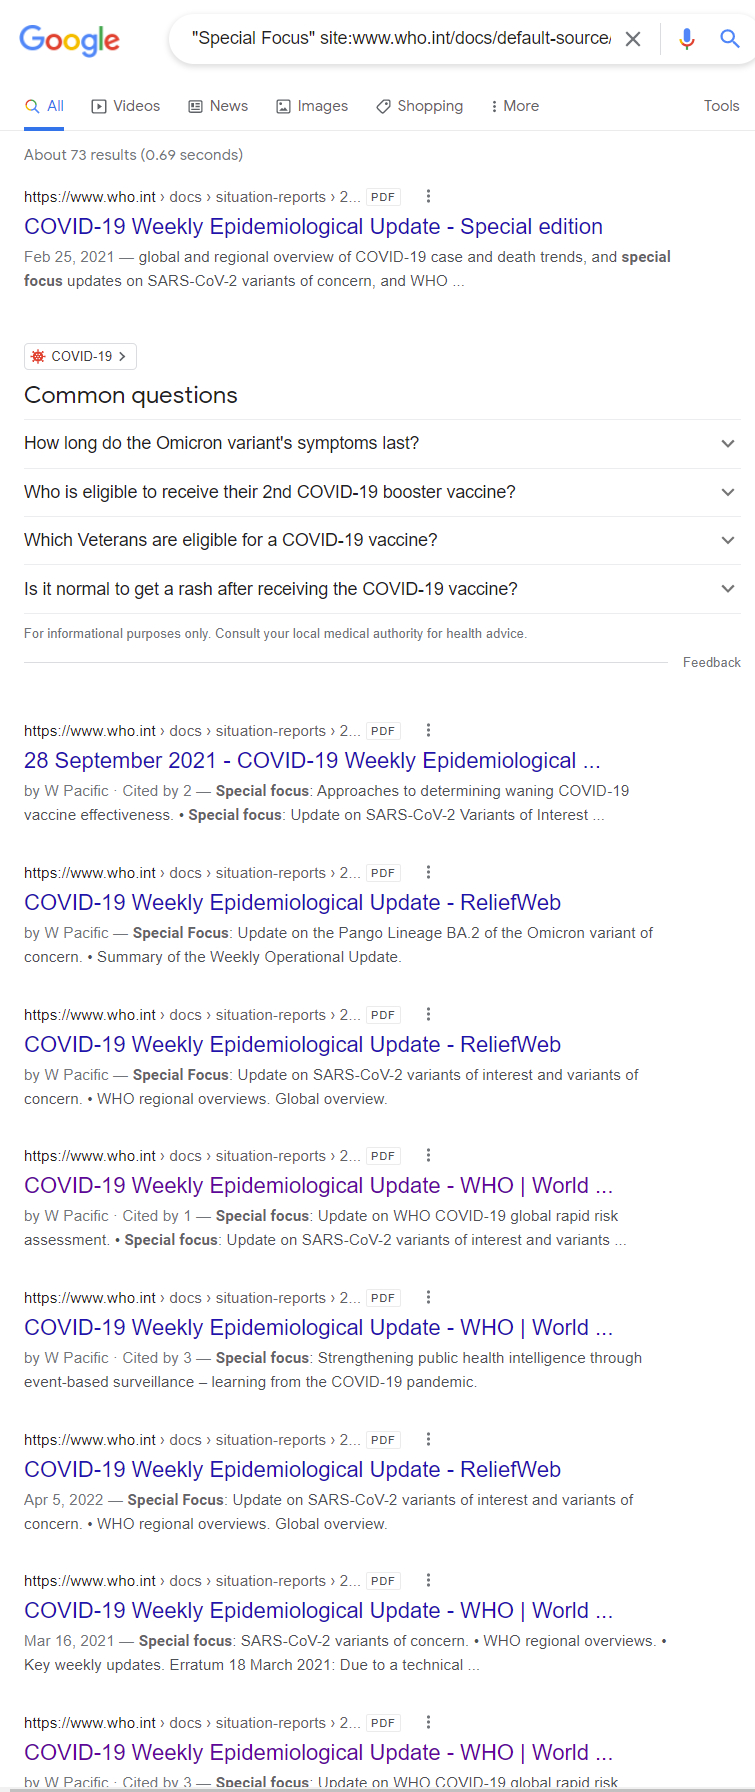 Google
"Special Focus" site:www.who.int/docs/default-source/
All Videos News Images Shopping More Tools
About 73 results (0.69 seconds)
https://www.who.int › docs › situation-reports › 2... PDF
COVID-19 Weekly Epidemiological Update - Special edition
Feb 25, 2021 — global and regional overview of COVID-19 case and death trends, and special
focus updates on SARS-CoV-2 variants of concern, and WHO ...
COVID-19
Common questions
How long do the Omicron variant's symptoms last?
Who is eligible to receive their 2nd COVID-19 booster vaccine?
Which Veterans are eligible for a COVID-19 vaccine?
Is it normal to get a rash after receiving the COVID-19 vaccine?
For informational purposes only. Consult your local medical authority for health advice.
Feedback
https://www.who.int › docs › situation-reports › 2... PDF
28 September 2021 - COVID-19 Weekly Epidemiological ...
by W Pacific · Cited by 2 — Special focus: Approaches to determining waning COVID-19
vaccine effectiveness. • Special focus: Update on SARS-CoV-2 Variants of Interest ...
https://www.who.int › docs › situation-reports › 2... PDF
COVID-19 Weekly Epidemiological Update - ReliefWeb
by W Pacific — Special Focus: Update on the Pango Lineage BA.2 of the Omicron variant of
concern. • Summary of the Weekly Operational Update.
https://www.who.int › docs › situation-reports › 2... PDF
COVID-19 Weekly Epidemiological Update - ReliefWeb
by W Pacific — Special Focus: Update on SARS-CoV-2 variants of interest and variants of
concern. • WHO regional overviews. Global overview.
https://www.who.int › docs › situation-reports › 2... PDF
COVID-19 Weekly Epidemiological Update - WHO | World ...
by W Pacific · Cited by 1 — Special focus: Update on WHO COVID-19 global rapid risk
assessment. • Special focus: Update on SARS-CoV-2 variants of interest and variants ...
https://www.who.int › docs › situation-reports › 2... PDF
COVID-19 Weekly Epidemiological Update - WHO | World ...
by W Pacific · Cited by 3 — Special focus: Strengthening public health intelligence through
event-based surveillance – learning from the COVID-19 pandemic.
https://www.who.int › docs › situation-reports › 2... PDF
COVID-19 Weekly Epidemiological Update - ReliefWeb
Apr 5, 2022 — Special Focus: Update on SARS-CoV-2 variants of interest and variants of
concern. • WHO regional overviews. Global overview.
https://www.who.int › docs › situation-reports › 2... PDF
COVID-19 Weekly Epidemiological Update - WHO | World ...
Mar 16, 2021 — Special focus: SARS-CoV-2 variants of concern. • WHO regional overviews. •
Key weekly updates. Erratum 18 March 2021: Due to a technical ...
https://www.who.int › docs › situation-reports › 2... PDF
COVID-19 Weekly Epidemiological Update - WHO | World ...
by W Pacific · Cited by 3 — Special focus: Update on WHO COVID-19 global rapid risk